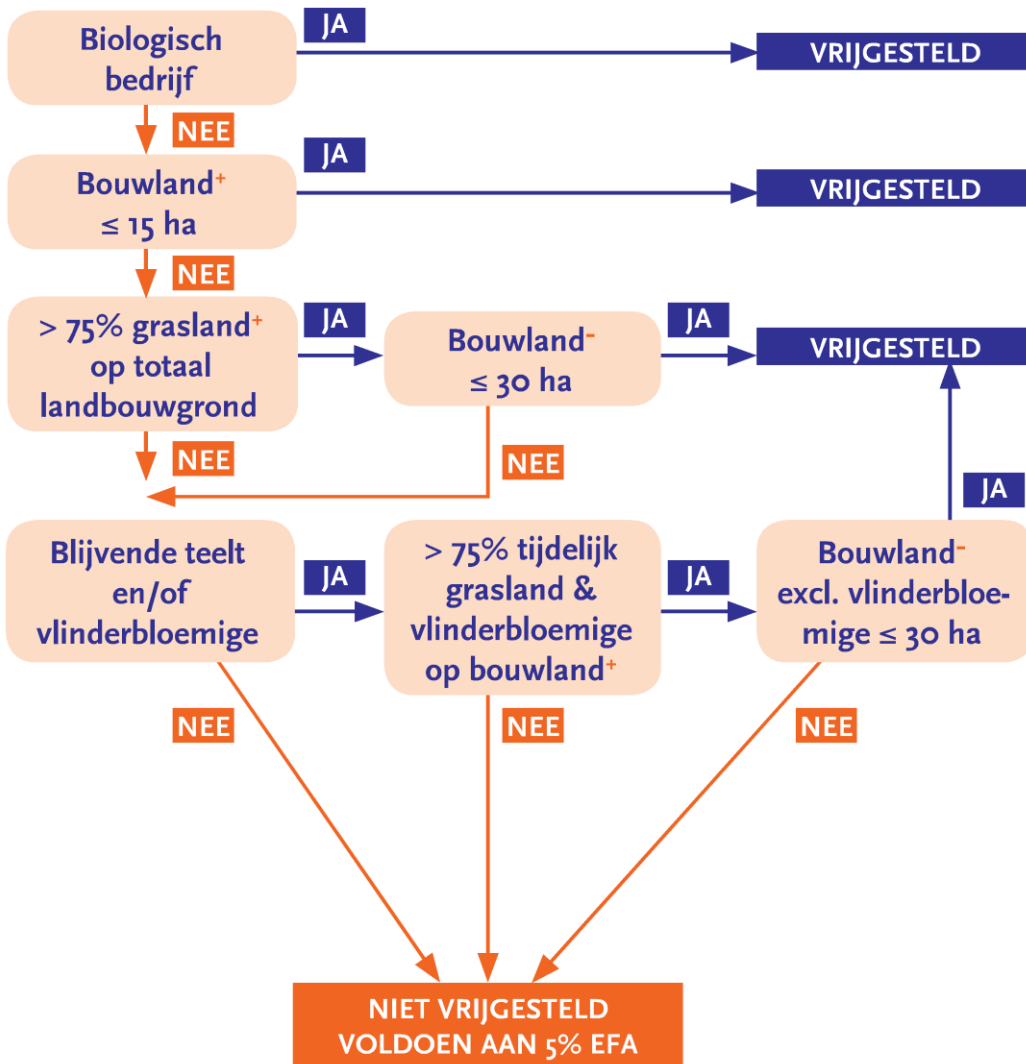 Biologisch
bedrijf
JA
VRIJGESTELD
NEE
Bouwland⁺
≤ 15 ha
JA
VRIJGESTELD
NEE
> 75% grasland⁺
op totaal
landbouwgrond
JA
Bouwland⁻
≤ 30 ha
JA
VRIJGESTELD
NEE
NEE
JA
Blijvende teelt
en/of
vlinderbloemige
JA
> 75% tijdelijk
grasland &
vlinderbloemige
op bouwland⁺
JA
Bouwland⁻
excl. vlinderbloe-
mige ≤ 30 ha
NEE
NEE
NEE
NIET VRIJGESTELD
VOLDOEN AAN 5% EFA